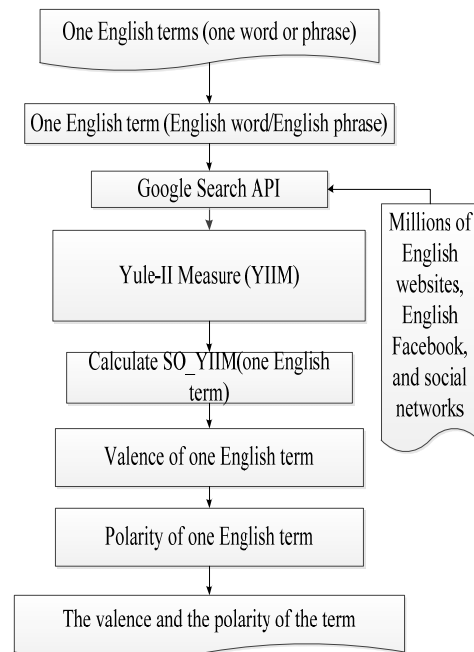 One English terms (one word or phrase)
One English term (English word/English phrase)
Google Search API
Millions of
English
websites,
English
Facebook,
and social
networks
Yule-II Measure (YIIM)
Calculate SO_YIIM(one English
term)
Valence of one English term
Polarity of one English term
The valence and the polarity of the term